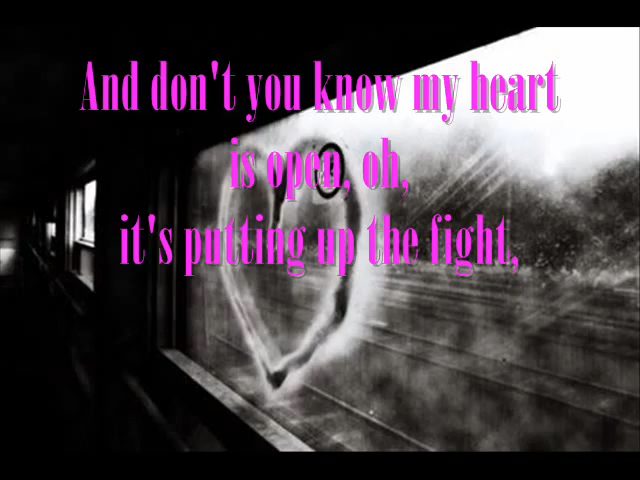 And don't you know my heart
is open, oh,
it's putting up the fight,